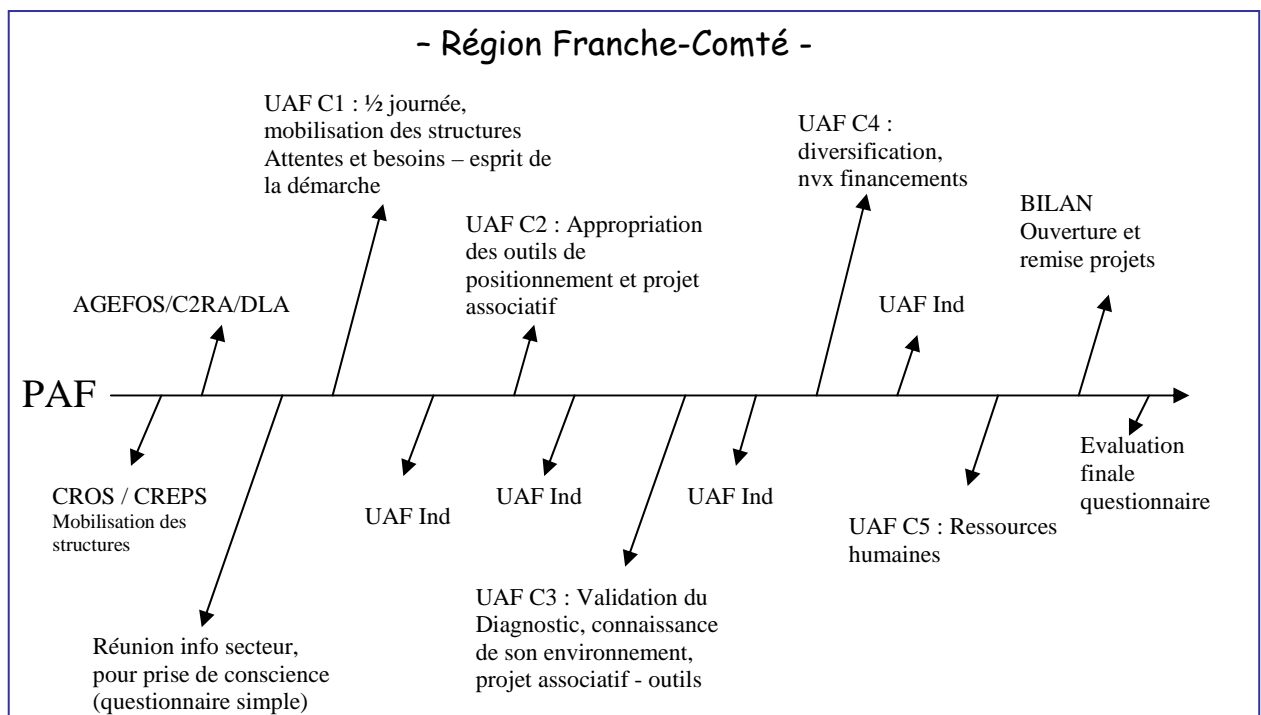 – Région Franche-Comté -
UAF C1 : ½ journée,
mobilisation des structures
Attentes et besoins – esprit de
la démarche
UAF C4 :
diversification,
nvx financements
BILAN
Ouverture et
remise projets
UAF C2 : Appropriation
des outils de
positionnement et projet
associatif
AGEFOS/C2RA/DLA
UAF Ind
PAF
CROS / CREPS
Mobilisation des
structures
UAF Ind
UAF Ind
UAF Ind
Evaluation
finale
questionnaire
UAF C5 : Ressources
humaines
UAF C3 : Validation du
Diagnostic, connaissance
de son environnement,
projet associatif - outils
Réunion info secteur,
pour prise de conscience
(questionnaire simple)